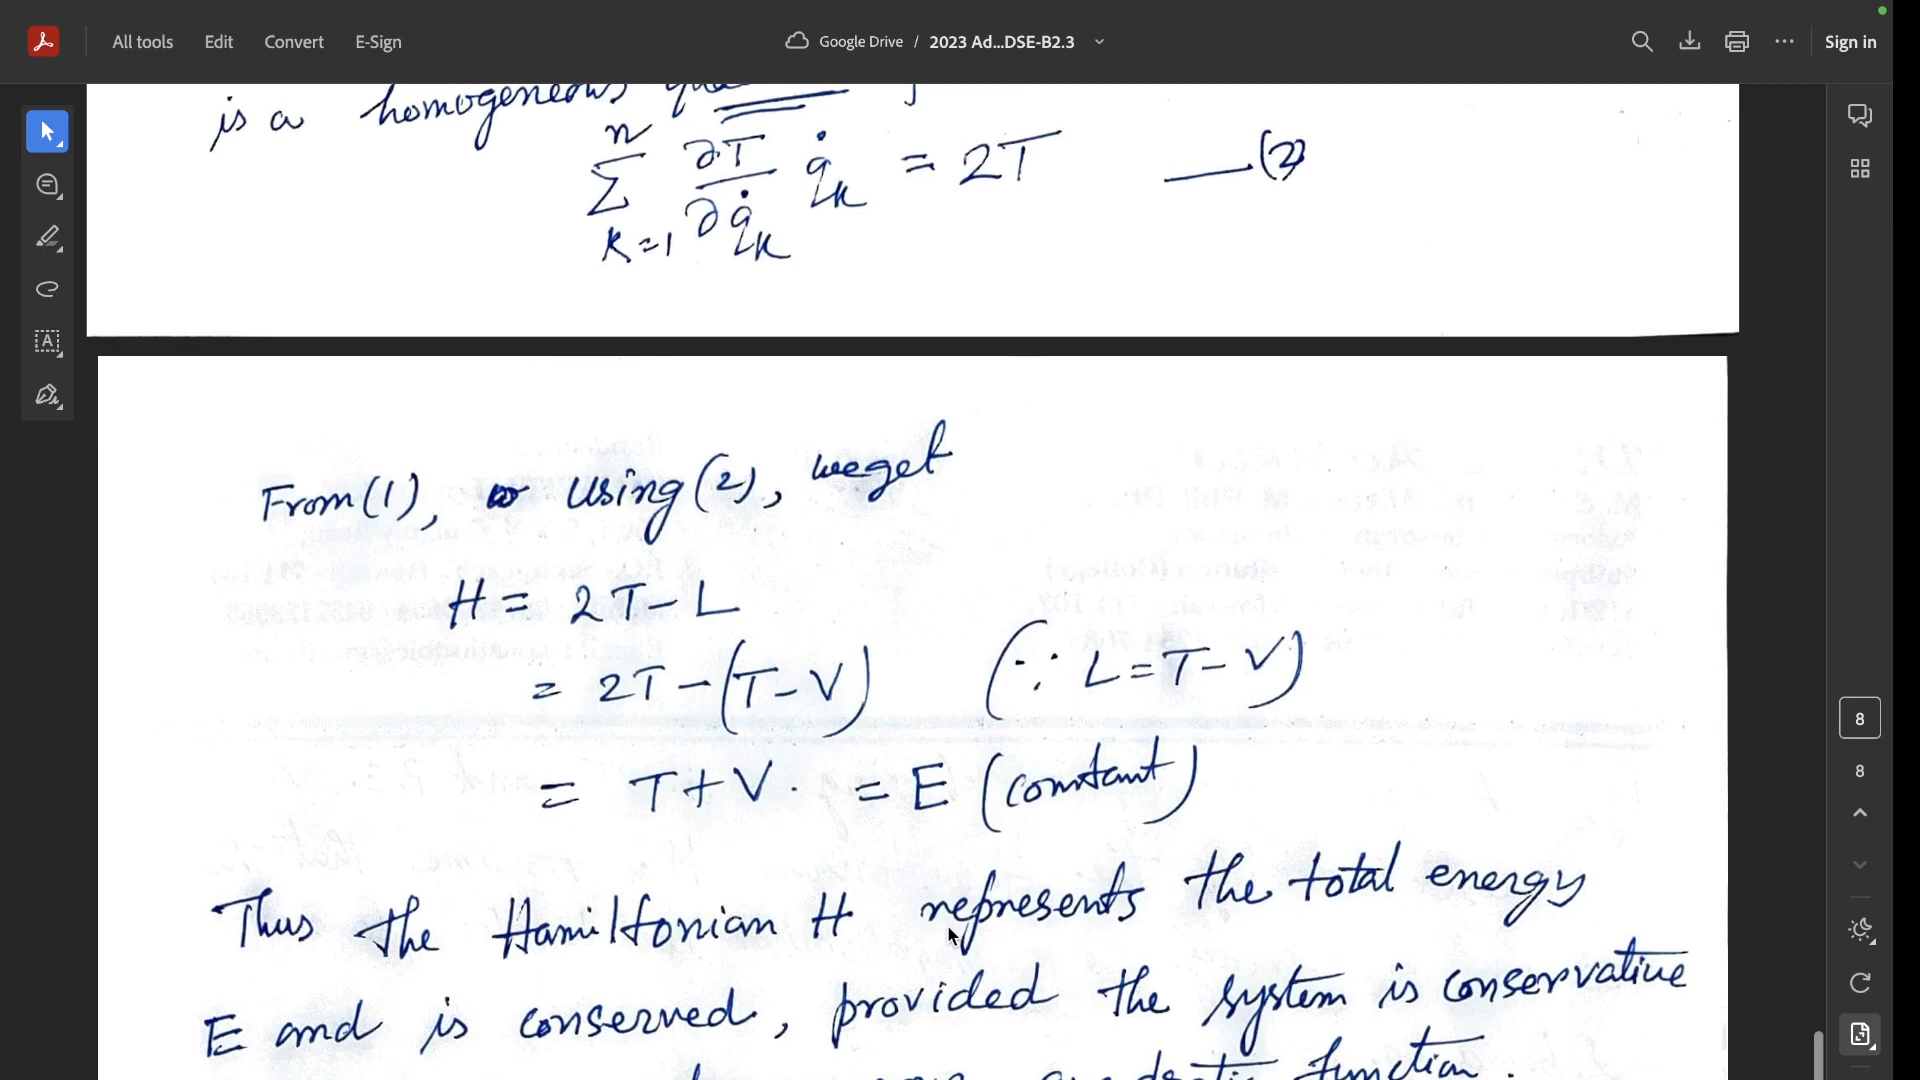 All tools Edit Convert E-Sign Google Drive / 2023 Ad...DSE-B2.3 Sign in
is a homogeneous
n
Σ ∂T/∂q̇k q̇k = 2T —(2)
k=1
From (1), using (2), we get
H = 2T - L
= 2T - (T - V) (∵ L = T - V)
= T + V. = E (constant)
Thus the Hamiltonian H represents the total energy
E and is conserved, provided the system is conservative
quadratic function.
8
8